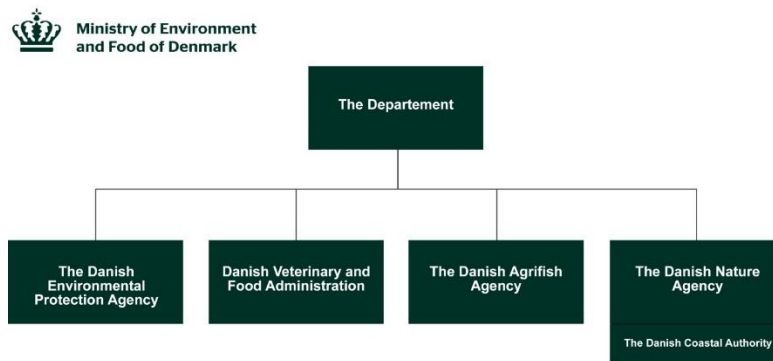 Ministry of Environment
and Food of Denmark
The Departement
The Danish
Environmental
Protection Agency
Danish Veterinary and
Food Administration
The Danish Agrifish
Agency
The Danish Nature
Agency
The Danish Coastal Authority